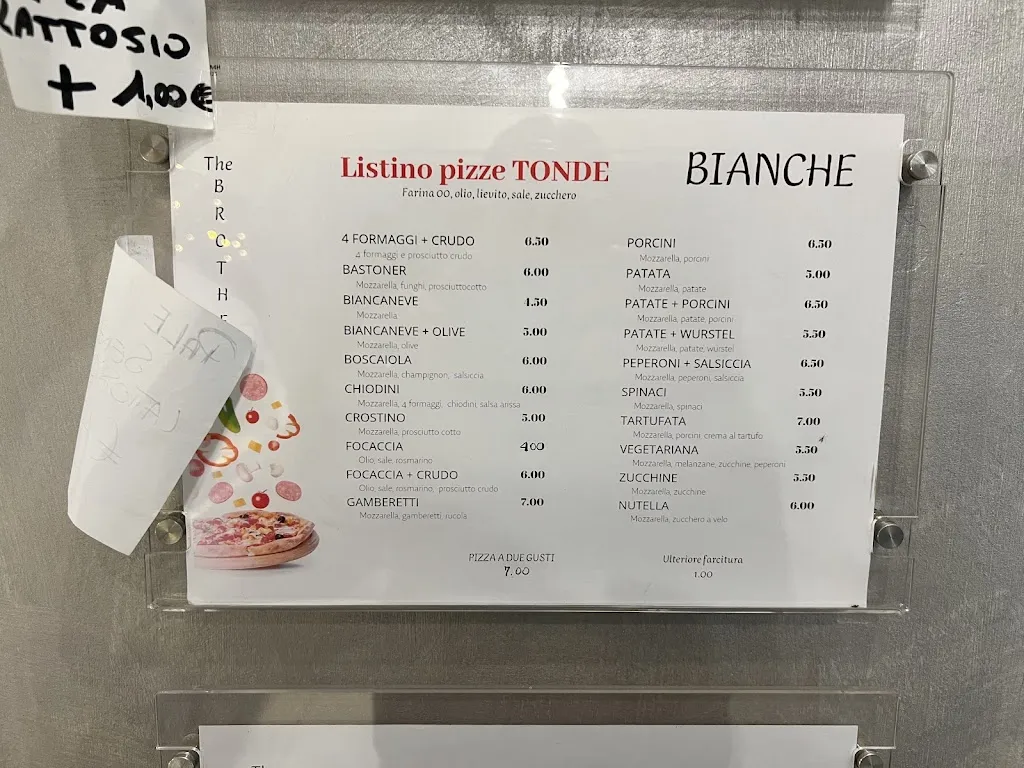 LATTOSIO
+ 1,00€
The
B
R
O
T
H
E
Listino pizze TONDE
Farina 00, olio, lievito, sale, zucchero
BIANCHE
4 FORMAGGI + CRUDO 6.50
4 formaggi e prosciutto crudo
BASTONER 6.00
Mozzarella, funghi, prosciuttocotto
BIANCANEVE 4.50
Mozzarella
BIANCANEVE + OLIVE 5.00
Mozzarella, olive
BOSCAIOLA 6.00
Mozzarella, champignon, salsiccia
CHIODINI 6.00
Mozzarella, 4 formaggi, chiodini, salsa arissa
CROSTINO 5.00
Mozzarella, prosciutto cotto
FOCACCIA 4.00
Olio, sale, rosmarino
FOCACCIA + CRUDO 6.00
Olio, sale, rosmarino, prosciutto crudo
GAMBERETTI 7.00
Mozzarella, gamberetti, rucola
PORCINI 6.50
Mozzarella, porcini
PATATA 5.00
Mozzarella, patate
PATATE + PORCINI 6.50
Mozzarella, patate, porcini
PATATE + WURSTEL 5.50
Mozzarella, patate, wurstel
PEPERONI + SALSICCIA 6.50
Mozzarella, peperoni, salsiccia
SPINACI 5.50
Mozzarella, spinaci
TARTUFATA 7.00
Mozzarella, porcini, crema al tartufo
VEGETARIANA 5.50
Mozzarella, melanzane, zucchine, peperoni
ZUCCHINE 5.50
Mozzarella, zucchine
NUTELLA 6.00
Mozzarella, zucchero a velo
PIZZA A DUE GUSTI
7.00
Ulteriore farcitura
1.00